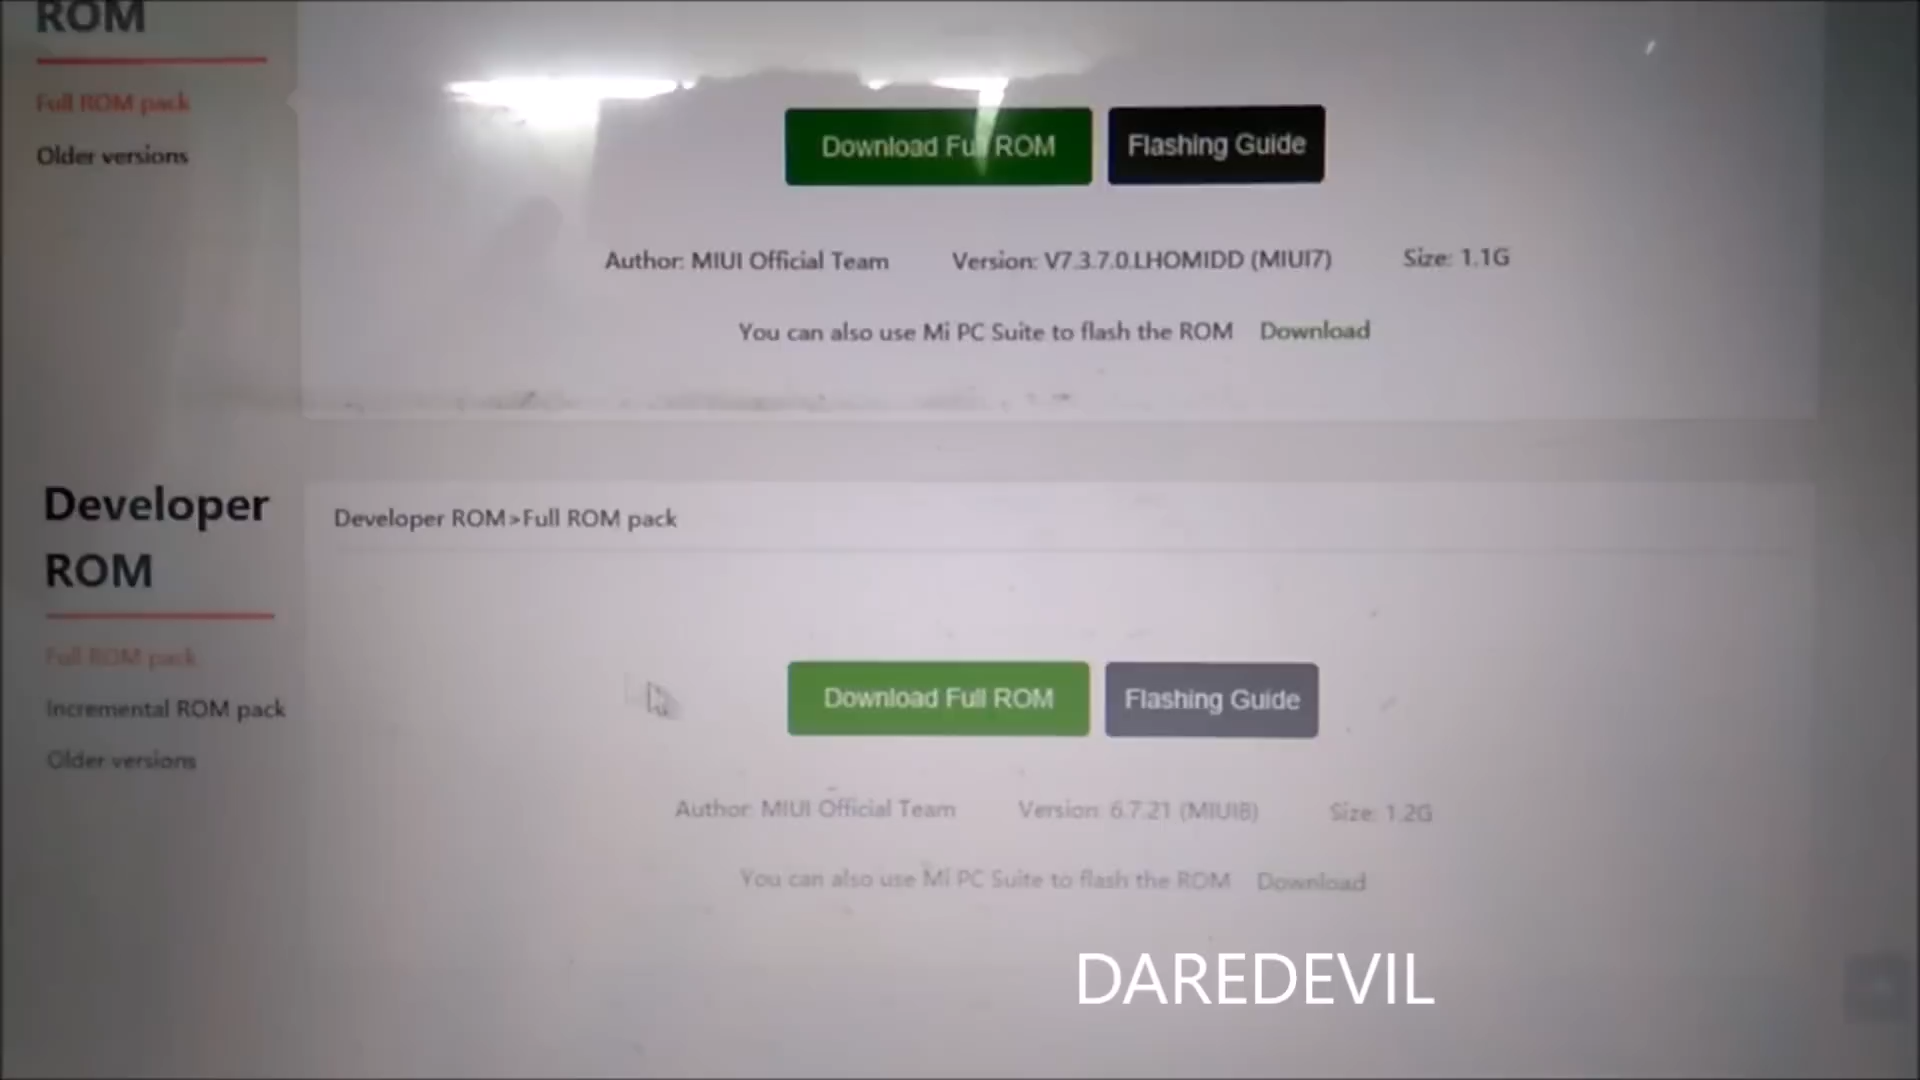 ROM
Full ROM pack
Older versions
Download Full ROM
Flashing Guide
Author: MIUI Official Team
Version: V7.3.7.0.LHOMIDD (MIUI7)
Size: 1.1G
You can also use Mi PC Suite to flash the ROM Download
Developer
ROM
Full ROM pack
Incremental ROM pack
Older versions
Developer ROM>Full ROM pack
Download Full ROM
Flashing Guide
Author: MIUI Official Team
Version: 6.7.21 (MIUI8)
Size: 1.2G
You can also use Mi PC Suite to flash the ROM Download
DAREDEVIL